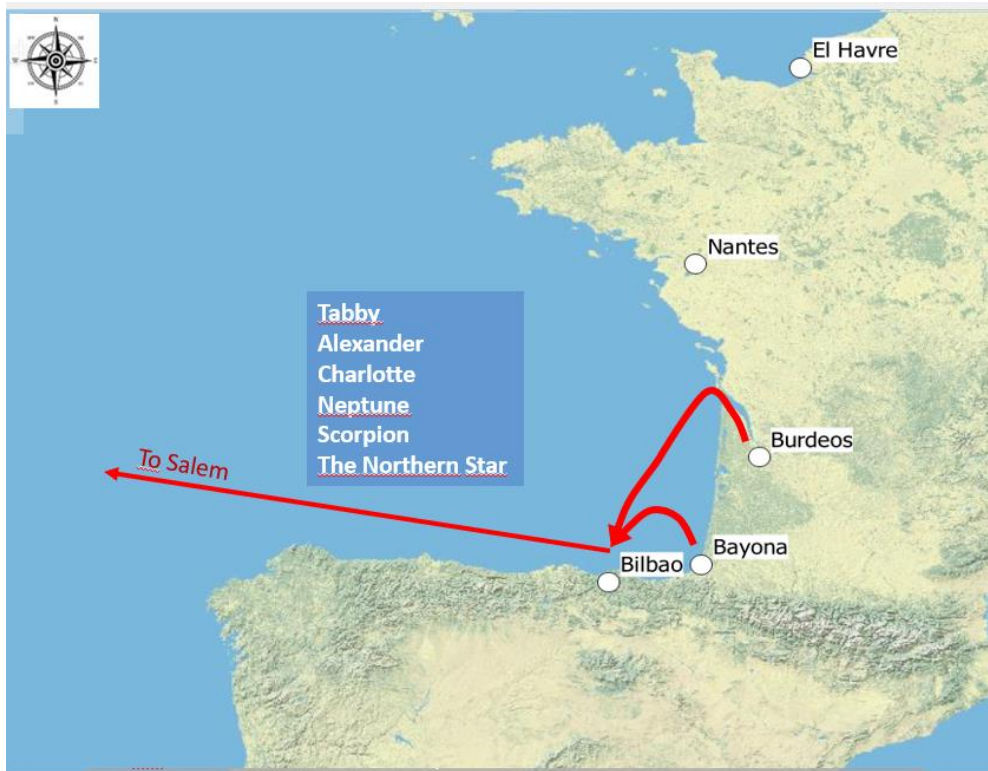 N
El Havre
Nantes
Tabby
Alexander
Charlotte
Neptune
Scorpion
The Northern Star
Burdeos
To Salem
Bayona
Bilbao